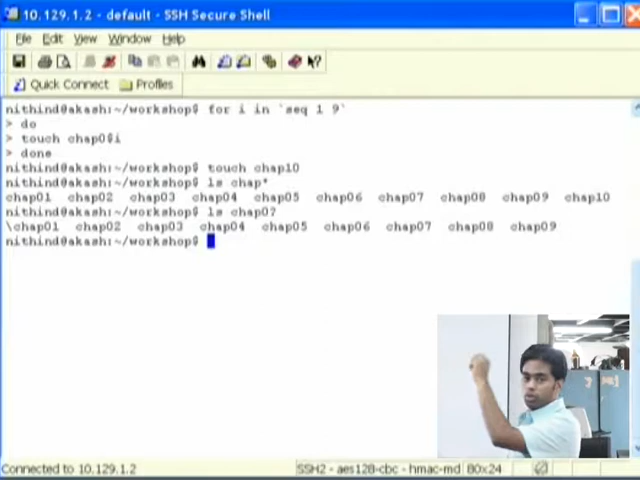 10.129.1.2 - default - SSH Secure Shell
File Edit View Window Help
Quick Connect Profiles
nithind@akash:~/workshop$ for i in `seq 1 9`
> do
> touch chap0$i
> done
nithind@akash:~/workshop$ touch chap10
nithind@akash:~/workshop$ ls chap*
chap01 chap02 chap03 chap04 chap05 chap06 chap07 chap08 chap09 chap10
nithind@akash:~/workshop$ ls chap0?
\chap01 chap02 chap03 chap04 chap05 chap06 chap07 chap08 chap09
nithind@akash:~/workshop$
Connected to 10.129.1.2 SSH2 - aes128-cbc - hmac-md 80x24